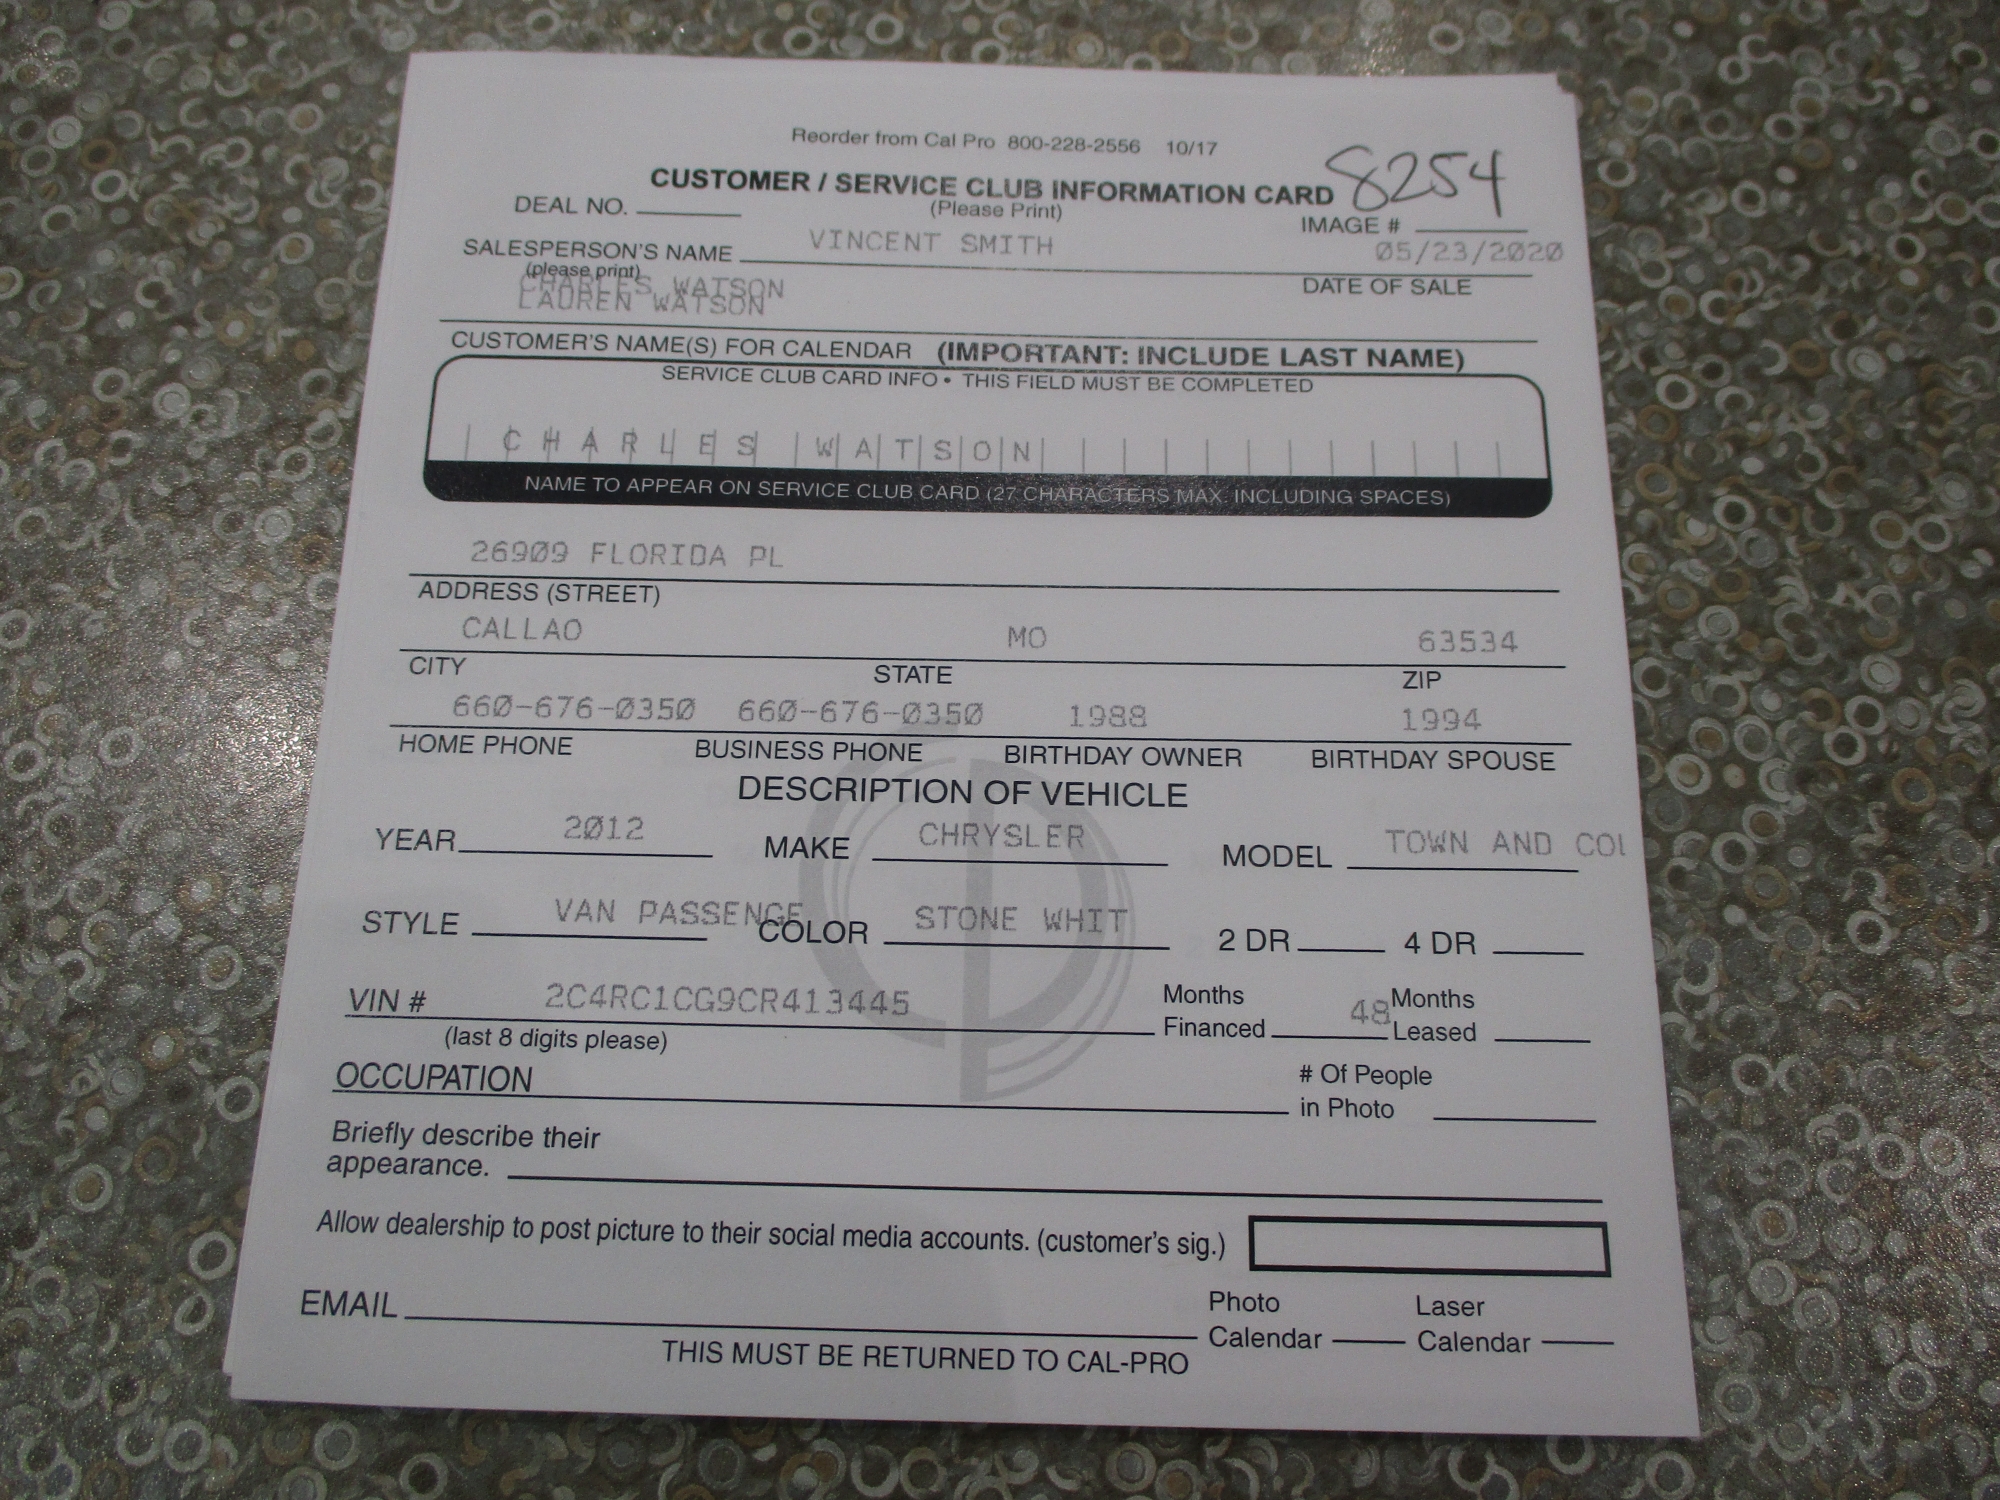 Reorder from Cal Pro 800-228-2556 10/17
CUSTOMER / SERVICE CLUB INFORMATION CARD 8254
DEAL NO. (Please Print) IMAGE #
SALESPERSON'S NAME VINCENT SMITH 05/23/2020
(please print) DATE OF SALE
CHARLES WATSON
LAUREN WATSON
CUSTOMER'S NAME(S) FOR CALENDAR (IMPORTANT: INCLUDE LAST NAME)
SERVICE CLUB CARD INFO • THIS FIELD MUST BE COMPLETED
CHARLES WATSON
NAME TO APPEAR ON SERVICE CLUB CARD (27 CHARACTERS MAX. INCLUDING SPACES)
26909 FLORIDA PL
ADDRESS (STREET)
CALLAO MO 63534
CITY STATE ZIP
660-676-0350 660-676-0350 1988 1994
HOME PHONE BUSINESS PHONE BIRTHDAY OWNER BIRTHDAY SPOUSE
DESCRIPTION OF VEHICLE
YEAR 2012 MAKE CHRYSLER MODEL TOWN AND COU
STYLE VAN PASSENGE COLOR STONE WHIT 2 DR 4 DR
VIN # 2C4RC1CG9CR413445 Months Financed 48 Months Leased
(last 8 digits please)
OCCUPATION # Of People in Photo
Briefly describe their
appearance.
Allow dealership to post picture to their social media accounts. (customer's sig.)
EMAIL Photo Calendar Laser Calendar
THIS MUST BE RETURNED TO CAL-PRO